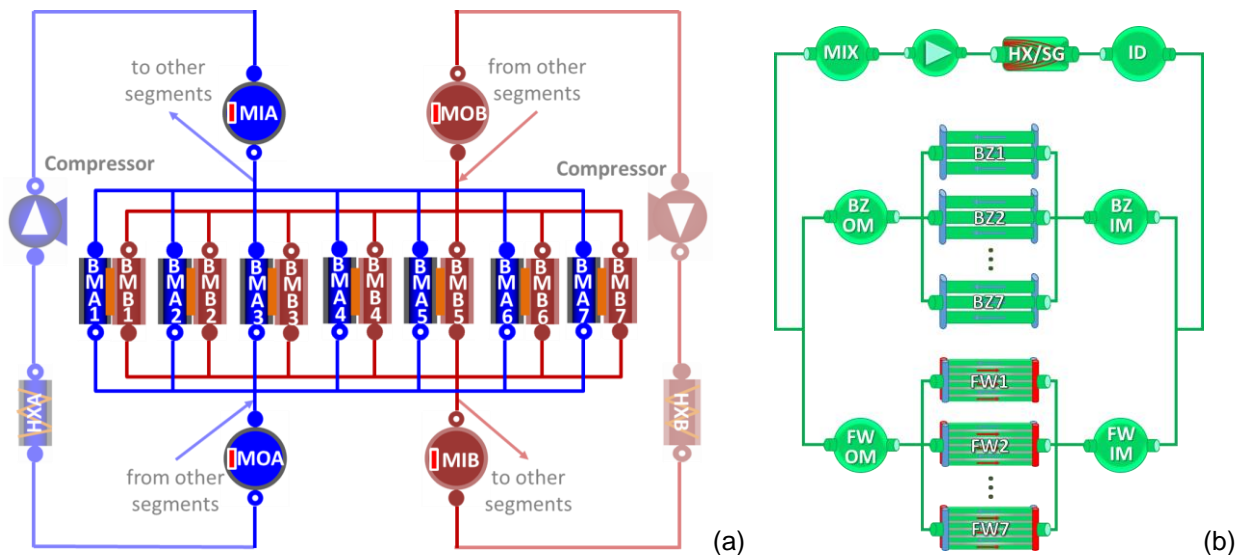 to other
segments
from other
segments
MIA
MOB
Compressor
Compressor
BMA1
BMB1
BMA2
BMB2
BMA3
BMB3
BMA4
BMB4
BMA5
BMB5
BMA6
BMB6
BMA7
BMB7
HXA
HXB
MOA
MIB
from other
segments
to other
segments
(a)
MIX
HX/SG
ID
BZ1
BZ
OM
BZ2
BZ
IM
BZ7
FW1
FW
OM
FW2
FW
IM
FW7
(b)